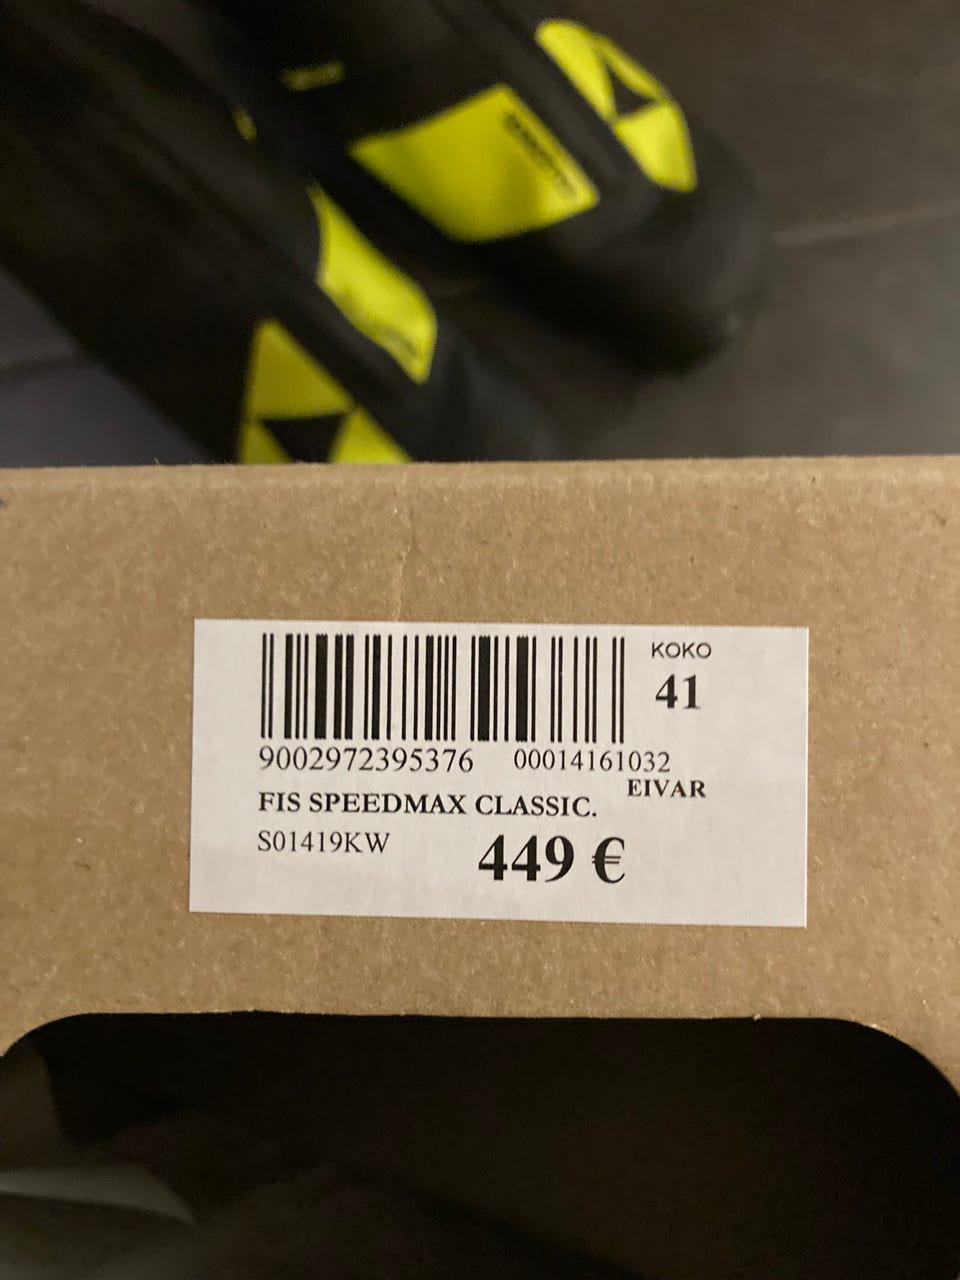 KOKO
41
9002972395376 00014161032
EIVAR
FIS SPEEDMAX CLASSIC.
S01419KW
449 €